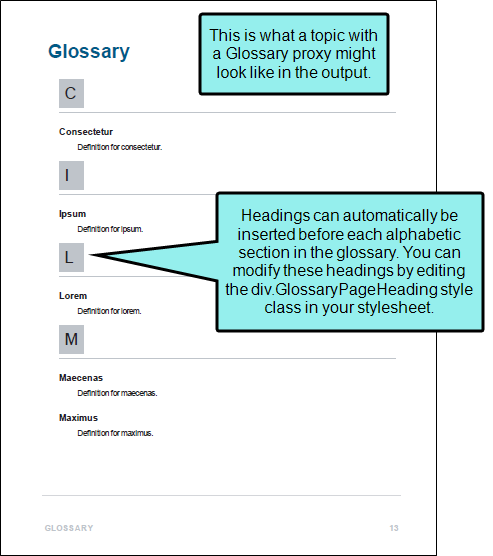 Glossary
This is what a topic with
a Glossary proxy might
look like in the output.
C
Consectetur
Definition for consectetur.
I
Ipsum
Definition for ipsum.
Headings can automatically be
inserted before each alphabetic
section in the glossary. You can
modify these headings by editing
the div.GlossaryPageHeading style
class in your stylesheet.
L
Lorem
Definition for lorem.
M
Maecenas
Definition for maecenas.
Maximus
Definition for maximus.
GLOSSARY 13